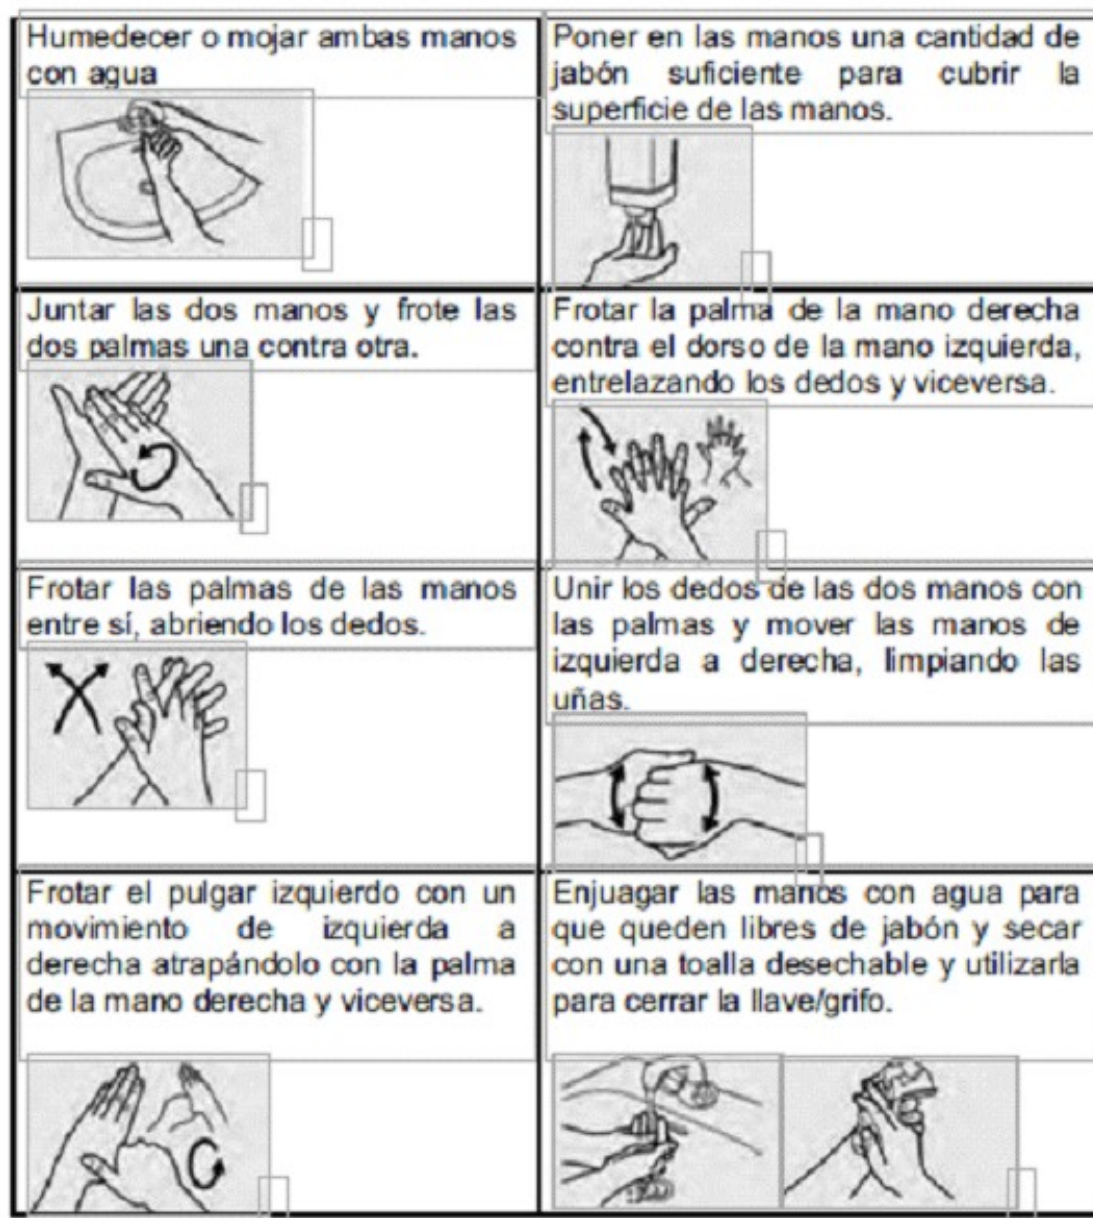 Humedecer o mojar ambas manos
con agua
Poner en las manos una cantidad de
jabón suficiente para cubrir la
superficie de las manos.
Juntar las dos manos y frote las
dos palmas una contra otra.
Frotar la palma de la mano derecha
contra el dorso de la mano izquierda,
entrelazando los dedos y viceversa.
Frotar las palmas de las manos
entre sí, abriendo los dedos.
Unir los dedos de las dos manos con
las palmas y mover las manos de
izquierda a derecha, limpiando las
uñas.
Frotar el pulgar izquierdo con un
movimiento de izquierda a
derecha atrapándolo con la palma
de la mano derecha y viceversa.
Enjuagar las manos con agua para
que queden libres de jabón y secar
con una toalla desechable y utilizarla
para cerrar la llave/grifo.